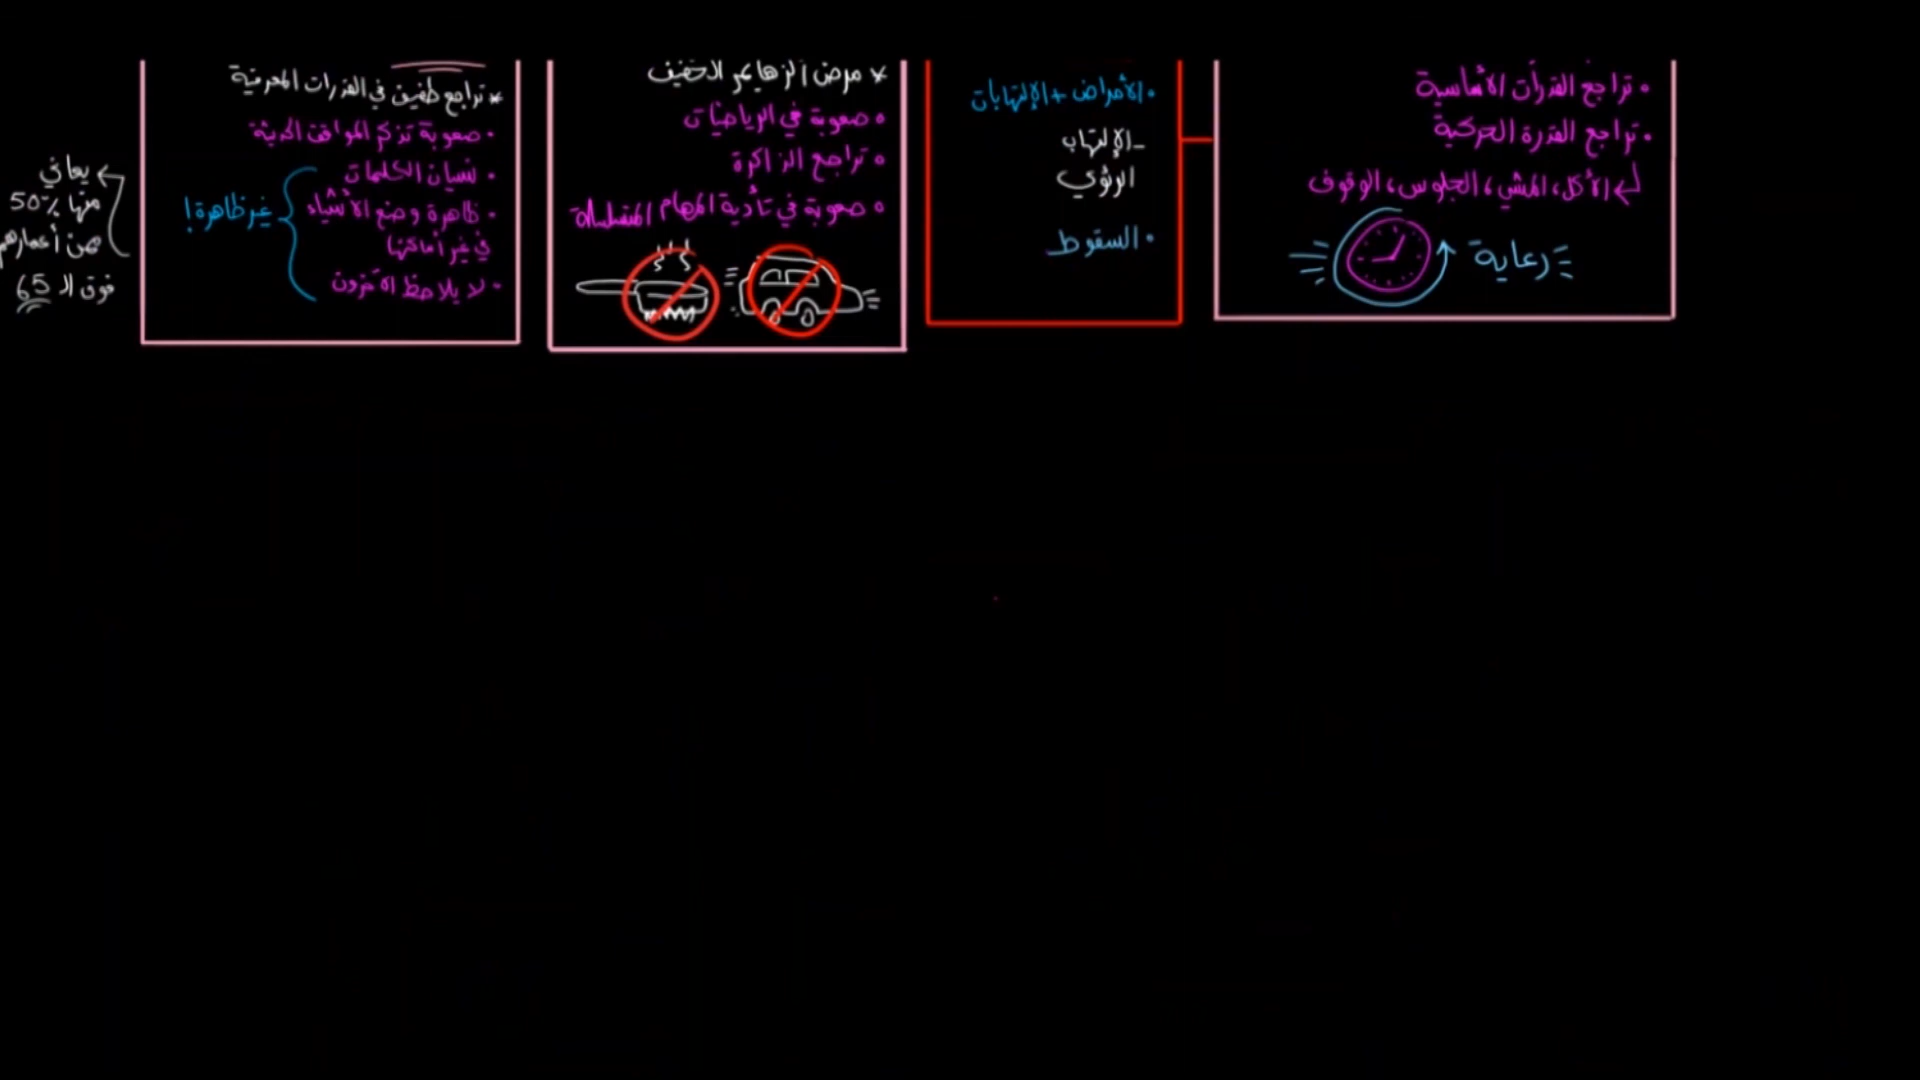 * تراجع طفيف في القدرات المعرفية
• صعوبة تذكر المواقف الحديثة
• نسيان الكلمات
• ظاهرة وضع الأشياء
في غير أماكنها
• لا يلاحظ الآخرون
غير ظاهرة!
يعاني
منها 50%
من أعمارهم
فوق الـ 65
* مرض ألزهايمر الخفيف
• صعوبة في الرياضيات
• تراجع الذاكرة
• صعوبة في تأدية المهام المتسلسلة
• الأمراض + الإلتهابات
- الإلتهاب
الرئوي
• السقوط
• تراجع القدرات الأساسية
• تراجع القدرة الحركية
الأكل، المشي، الجلوس، الوقوف
رعاية